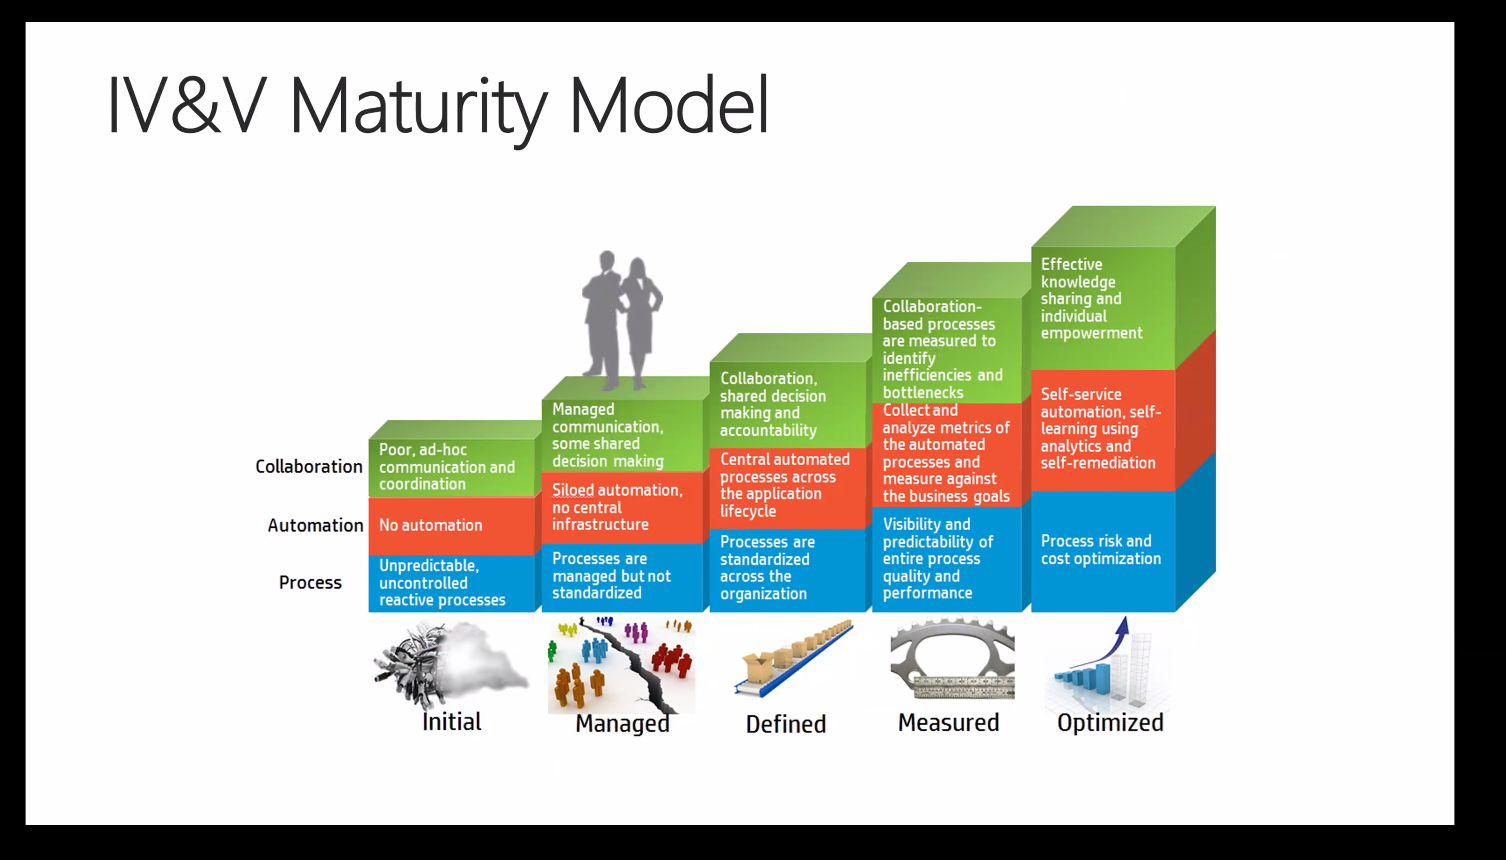 IV&V Maturity Model
Poor, ad-hoc
communication and
coordination
Managed
communication,
some shared
decision making
Collaboration,
shared decision
making and
accountability
Collaboration-
based processes
are measured to
identify
inefficiencies and
bottlenecks
Effective
knowledge
sharing and
individual
empowerment
Collaboration
No automation
Siloed automation,
no central
infrastructure
Central automated
processes across
the application
lifecycle
Collect and
analyze metrics of
the automated
processes and
measure against
the business goals
Self-service
automation, self-
learning using
analytics and
self-remediation
Automation
Unpredictable,
uncontrolled
reactive processes
Processes are
managed but not
standardized
Processes are
standardized
across the
organization
Visibility and
predictability of
entire process
quality and
performance
Process risk and
cost optimization
Process
Initial
Managed
Defined
Measured
Optimized